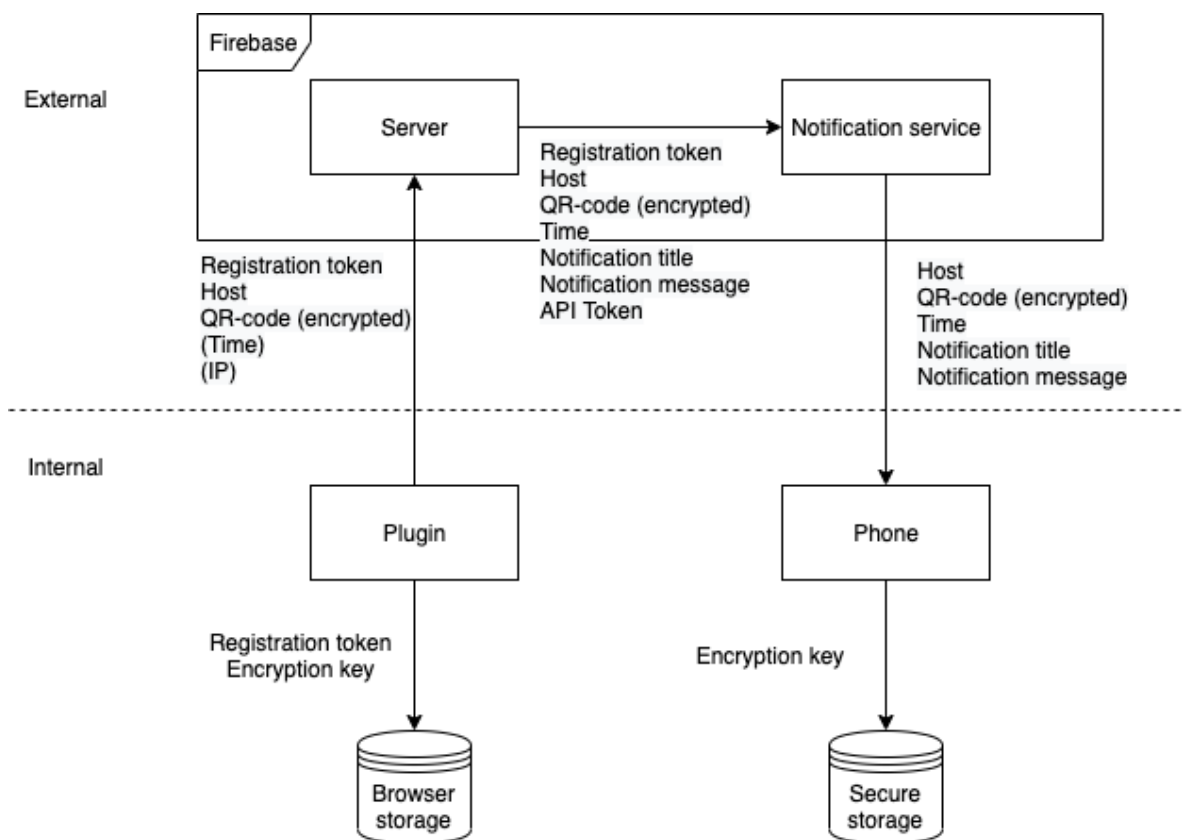 Firebase
External
Server
Notification service
Registration token
Host
QR-code (encrypted)
Time
Notification title
Notification message
API Token
Registration token
Host
QR-code (encrypted)
(Time)
(IP)
Host
QR-code (encrypted)
Time
Notification title
Notification message
Internal
Plugin
Phone
Registration token
Encryption key
Encryption key
Browser
storage
Secure
storage